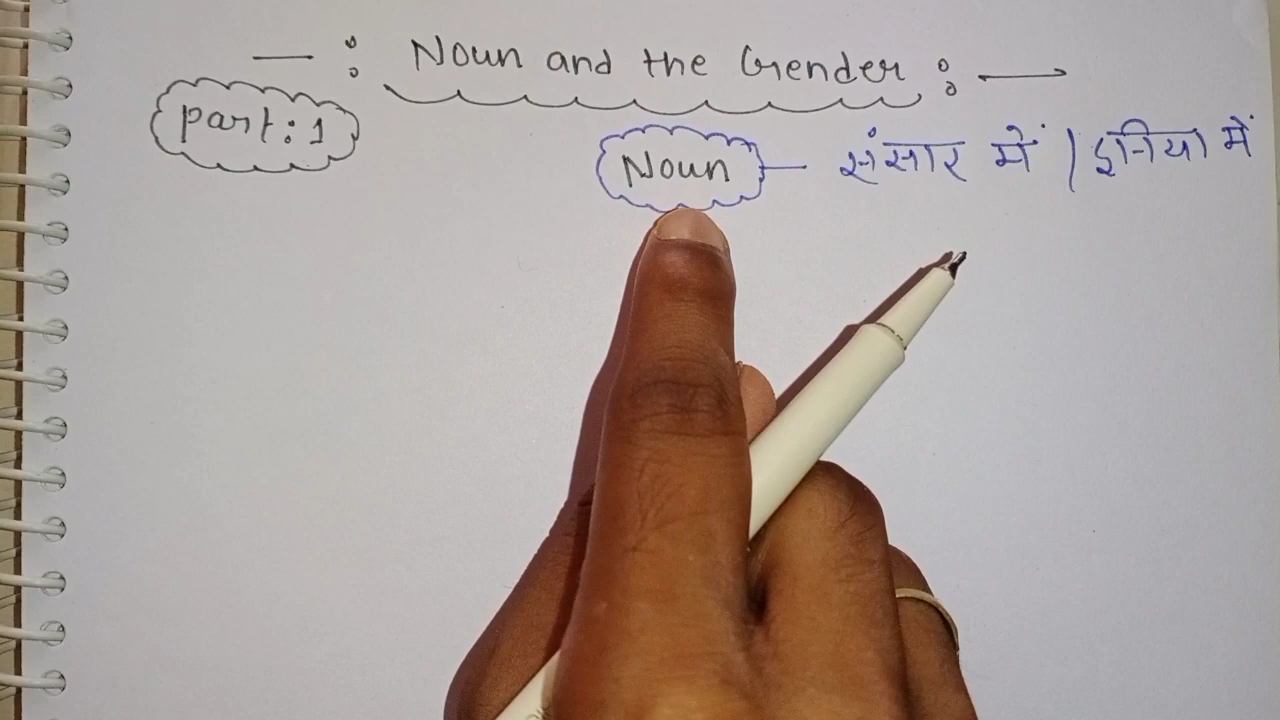 —: Noun and the Gender :—
part:1
Noun — संसार में / दुनिया में